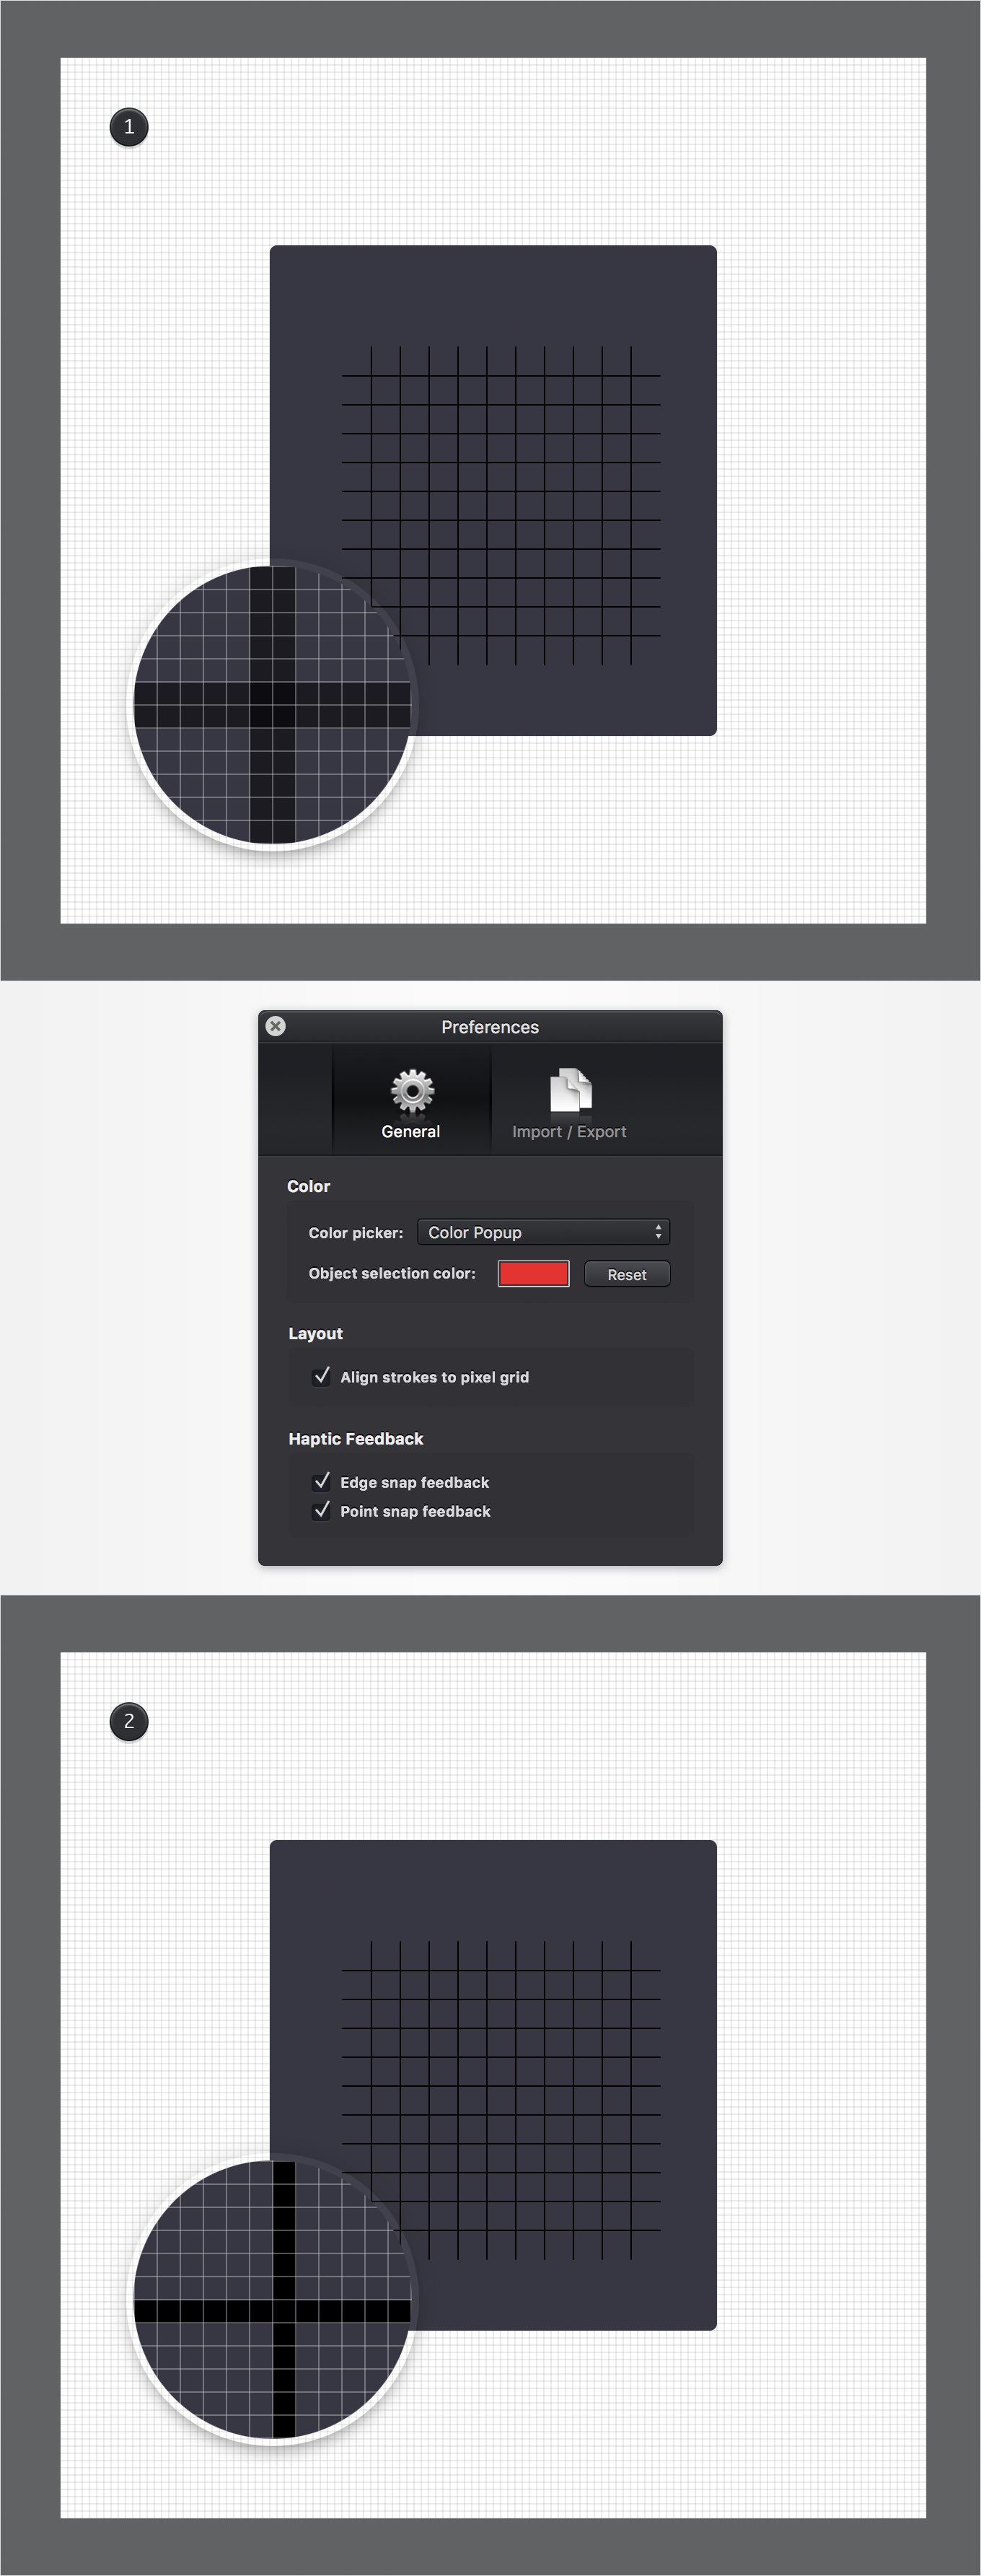 1
Preferences
General
Import / Export
Color
Color picker: Color Popup
Object selection color: Reset
Layout
Align strokes to pixel grid
Haptic Feedback
Edge snap feedback
Point snap feedback
2